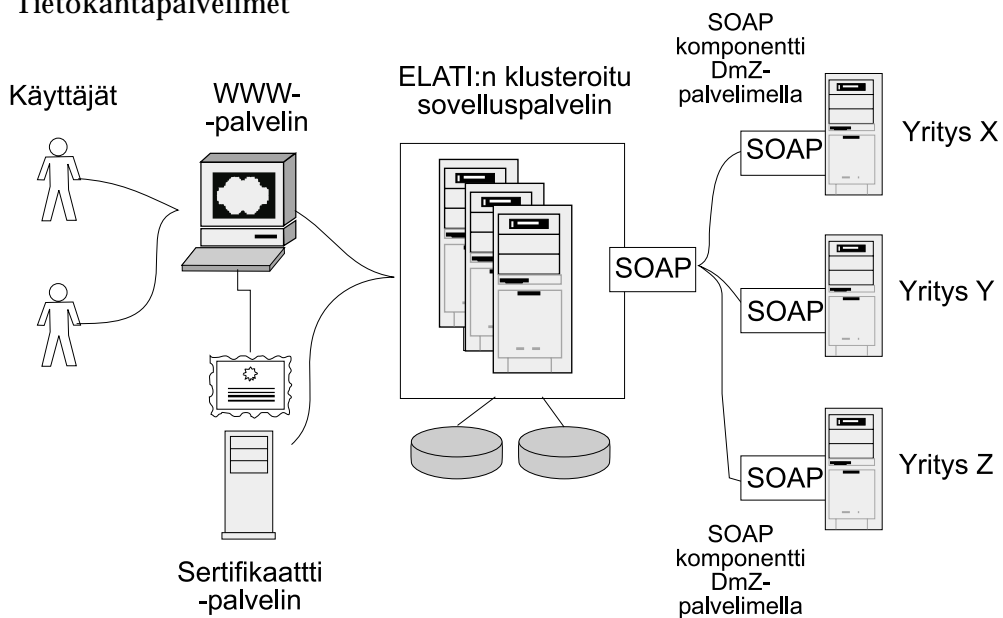 Tietokantapalvelimet
Käyttäjät
WWW-
-palvelin
ELATI:n klusteroitu
sovelluspalvelin
SOAP
komponentti
DmZ-
palvelimella
SOAP
Yritys X
SOAP
SOAP
Yritys Y
SOAP
Yritys Z
Sertifikaattti
-palvelin
SOAP
komponentti
DmZ-
palvelimella